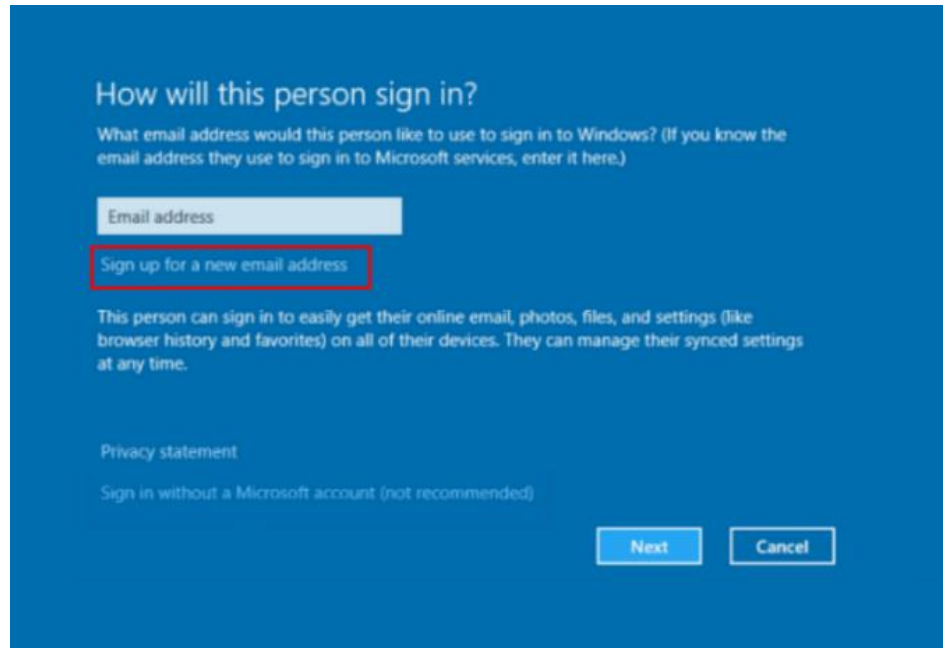 How will this person sign in?
What email address would this person like to use to sign in to Windows? (If you know the
email address they use to sign in to Microsoft services, enter it here.)
Email address
Sign up for a new email address
This person can sign in to easily get their online email, photos, files, and settings (like
browser history and favorites) on all of their devices. They can manage their synced settings
at any time.
Privacy statement
Sign in without a Microsoft account (not recommended)
Next
Cancel